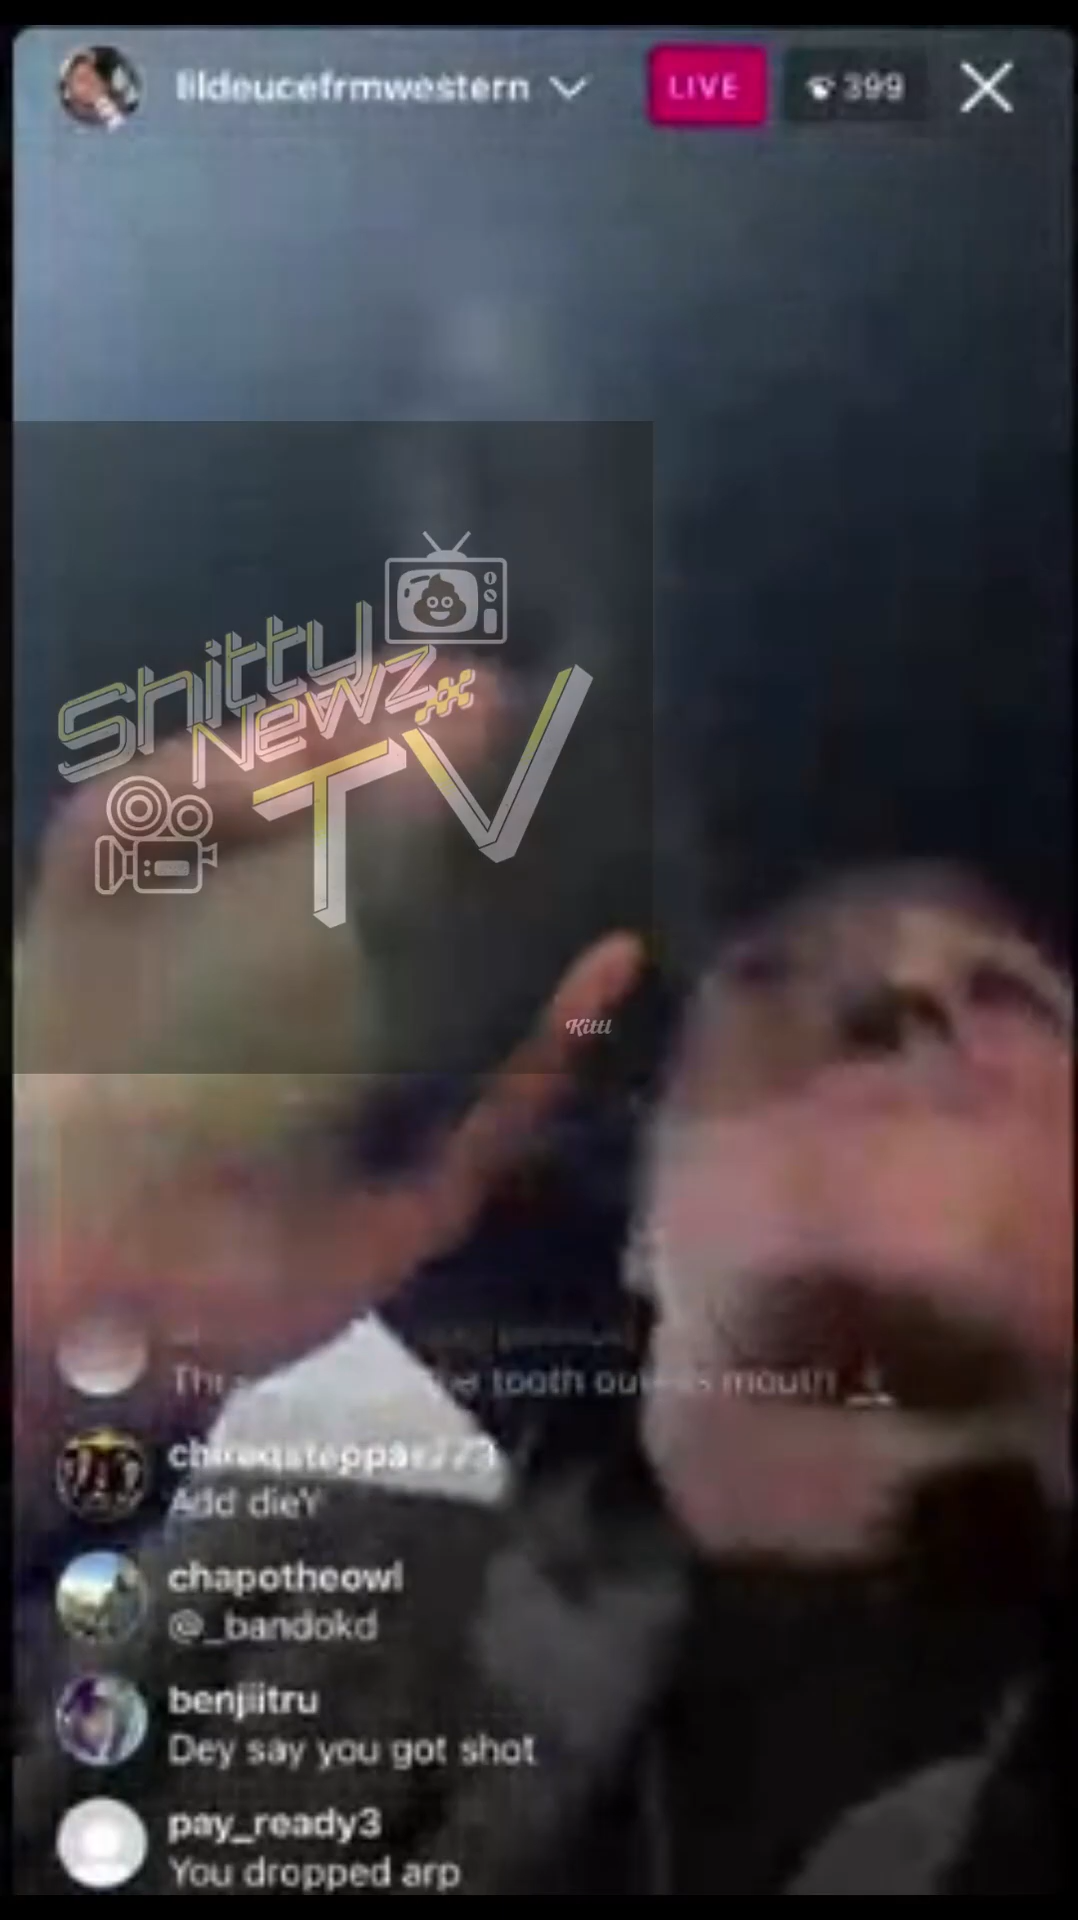 lildeucefrmwestern
LIVE
399
Shitty
Newz
TV
Kittl
tooth mouth
Add dieY
chapotheowl
@_bandokd
benjiitru
Dey say you got shot
pay_ready3
You dropped arp